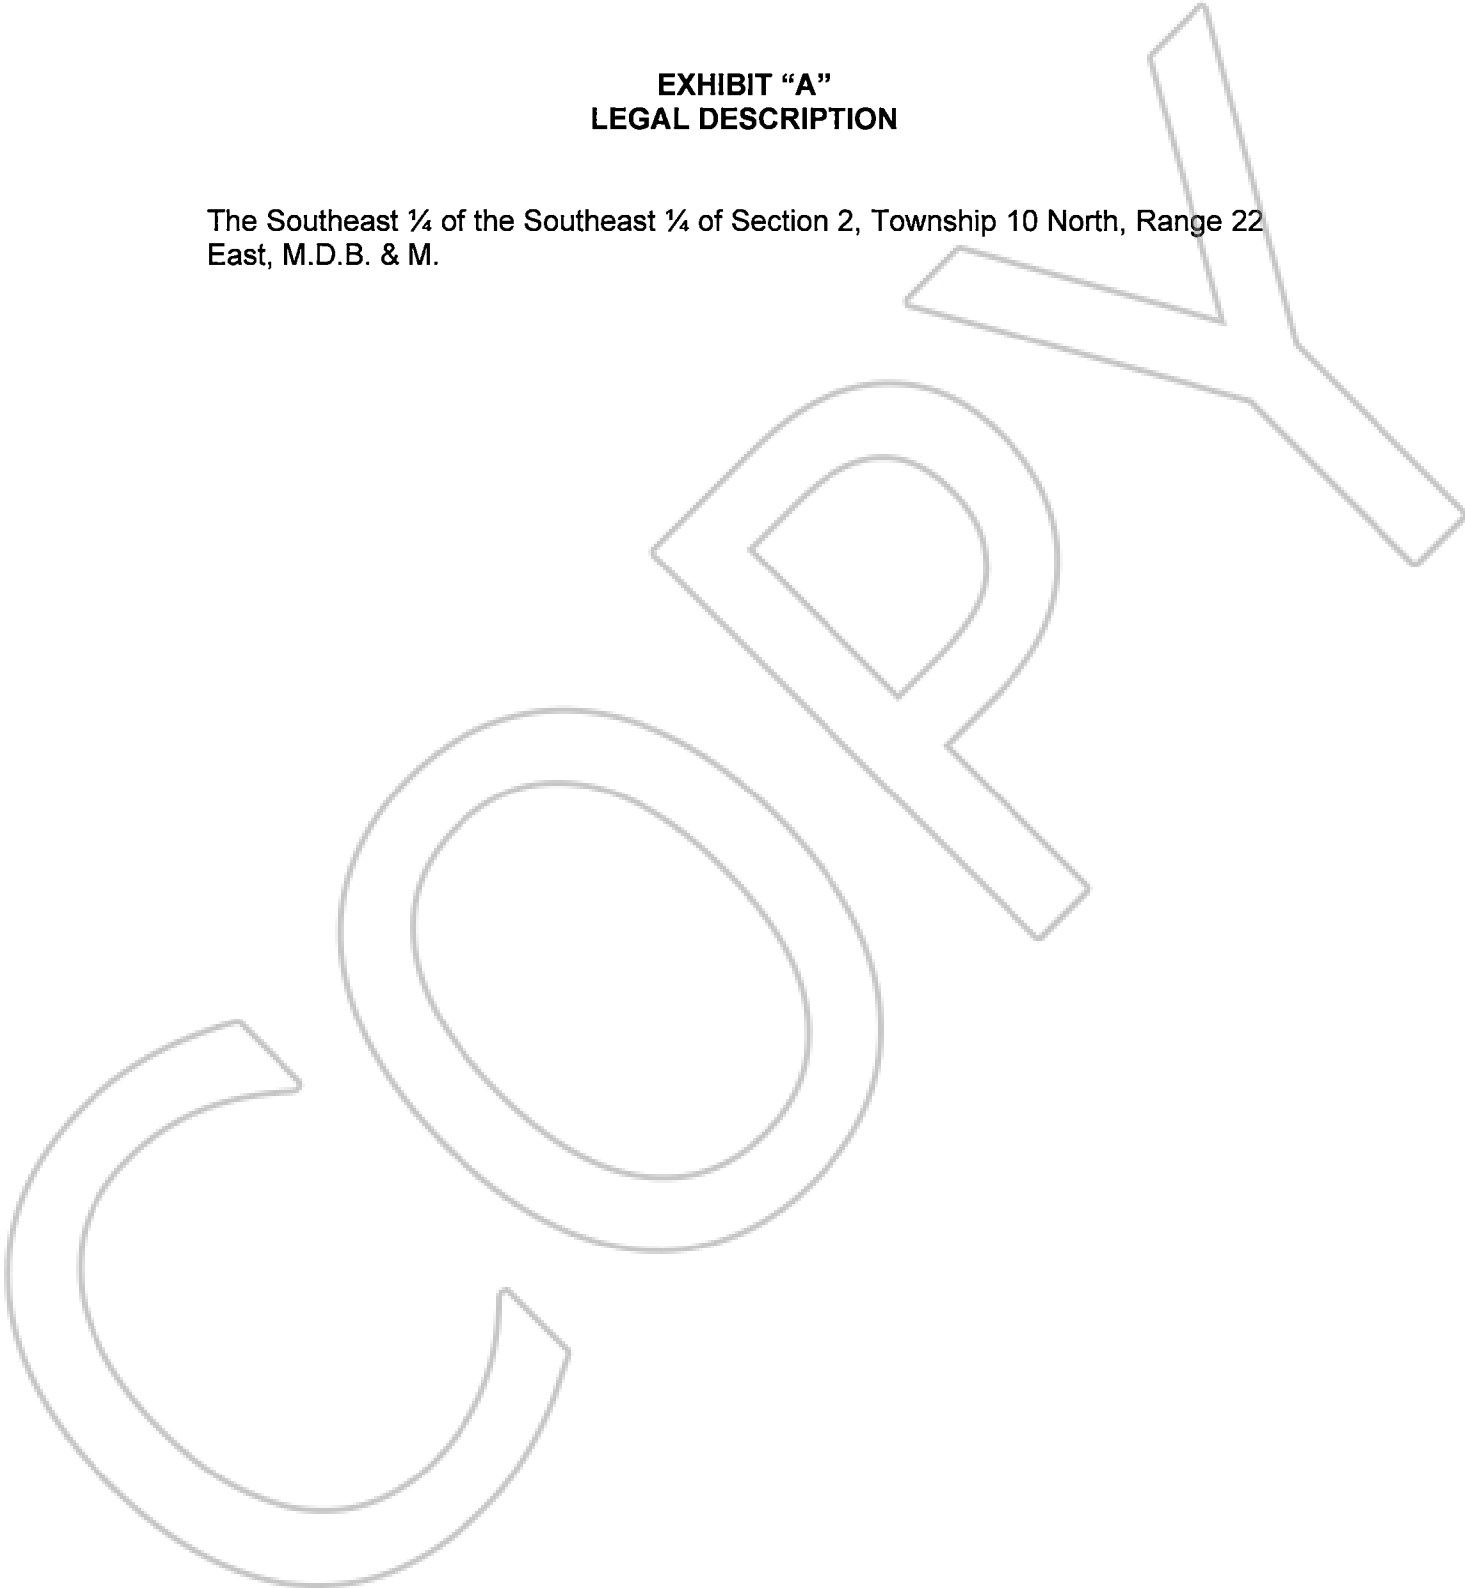 EXHIBIT “A”
LEGAL DESCRIPTION
The Southeast ¼ of the Southeast ¼ of Section 2, Township 10 North, Range 22
East, M.D.B. & M.
COPY